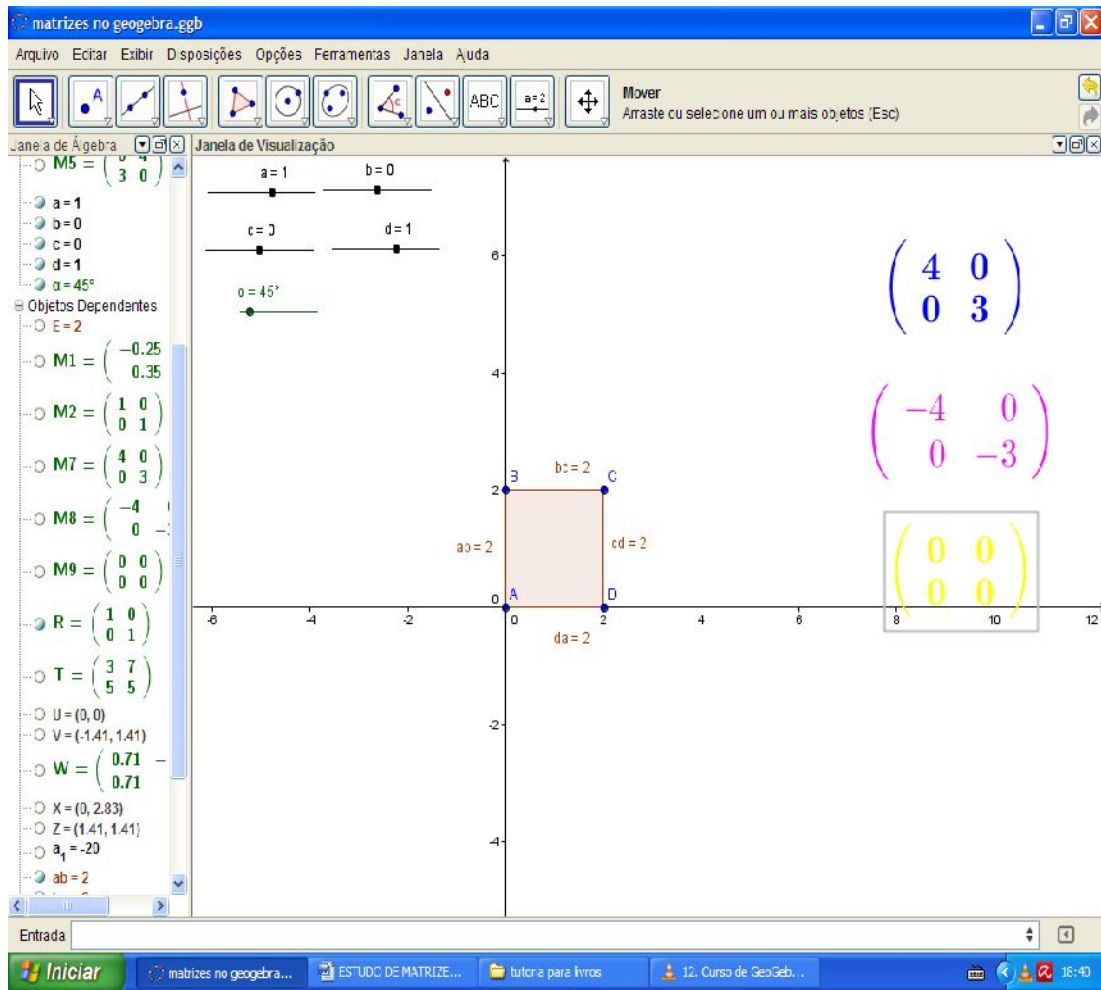 matrizes no geogebra.ggb
Arquivo Editar Exibir Disposições Opções Ferramentas Janela Ajuda
A
ABC
a=2
Mover
Arraste ou selecione um ou mais objetos (Esc)
Janela de Álgebra
Janela de Visualização
M5 =
3 0
a = 1
b = 0
c = 0
d = 1
α = 45°
Objetos Dependentes
E = 2
M1 =
−0.25
0.35
M2 =
1 0
0 1
M7 =
4 0
0 3
M8 =
−4
0
M9 =
0 0
0 0
R =
1 0
0 1
T =
3 7
5 5
U = (0, 0)
V = (-1.41, 1.41)
W =
0.71 −
0.71
X = (0, 2.83)
Z = (1.41, 1.41)
a₁ = -20
ab = 2
a = 1
b = 0
c = 0
d = 1
α = 45°
6
4
2
0
-2
-4
-6 -4 -2 0 2 4 6 8 10 12
B
bc = 2
C
ab = 2
cd = 2
A
D
da = 2
4 0
0 3
−4 0
0 −3
0 0
0 0
Entrada:
Iniciar
matrizes no geogebra...
ESTUDO DE MATRIZE...
tutoria para livros
12. Curso de GeoGeb...
18:40